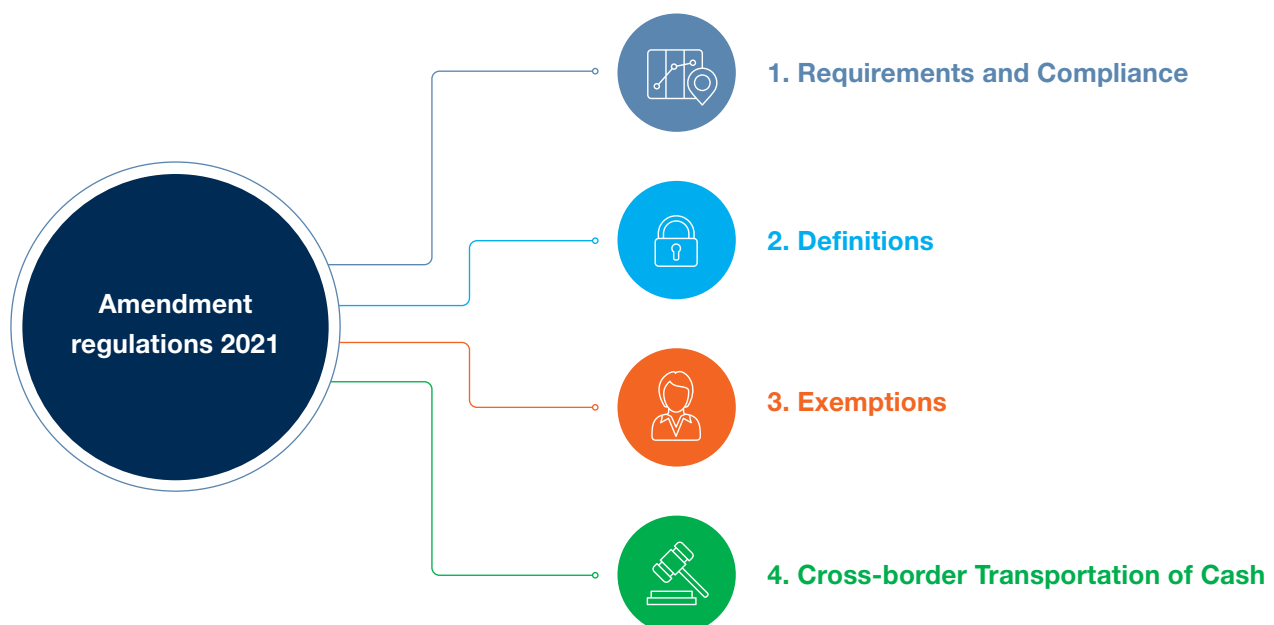 Amendment
regulations 2021
1. Requirements and Compliance
2. Definitions
3. Exemptions
4. Cross-border Transportation of Cash